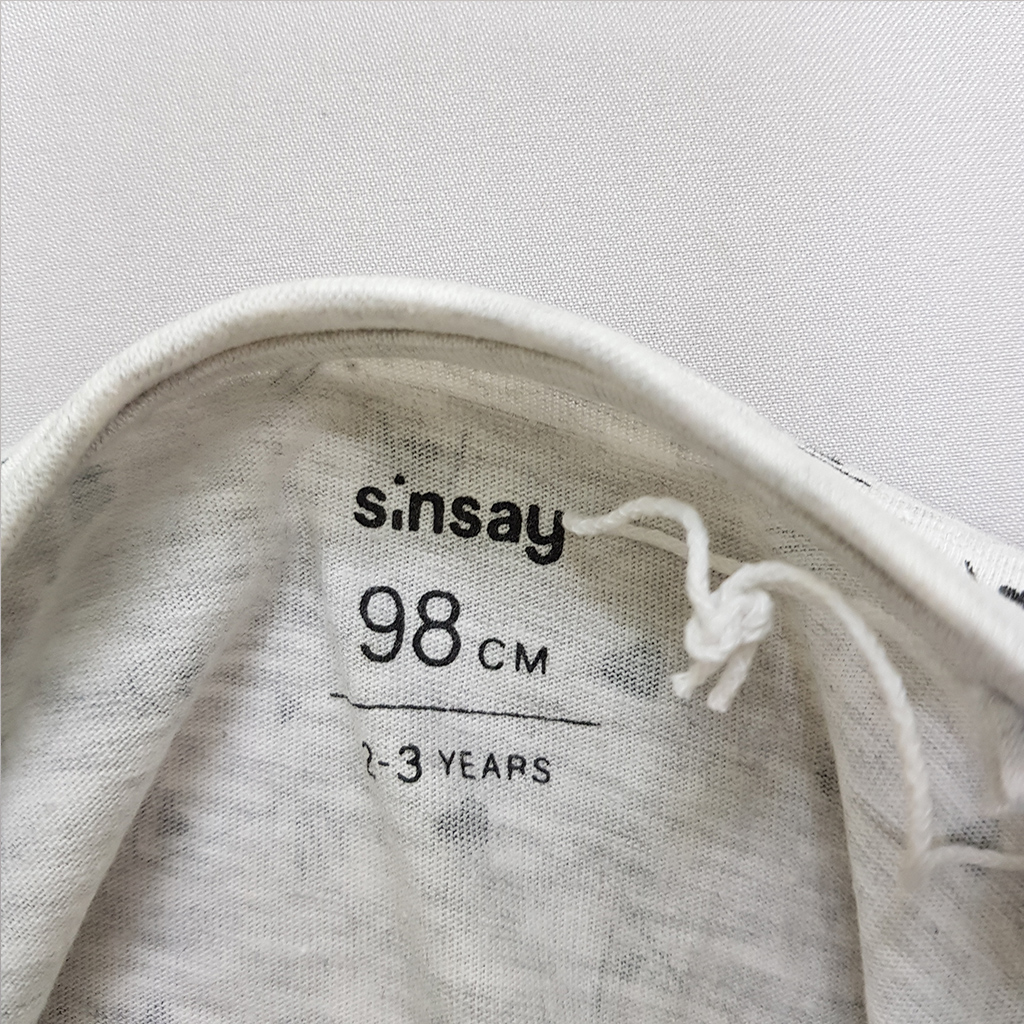 sinsay
98 CM
2-3 YEARS